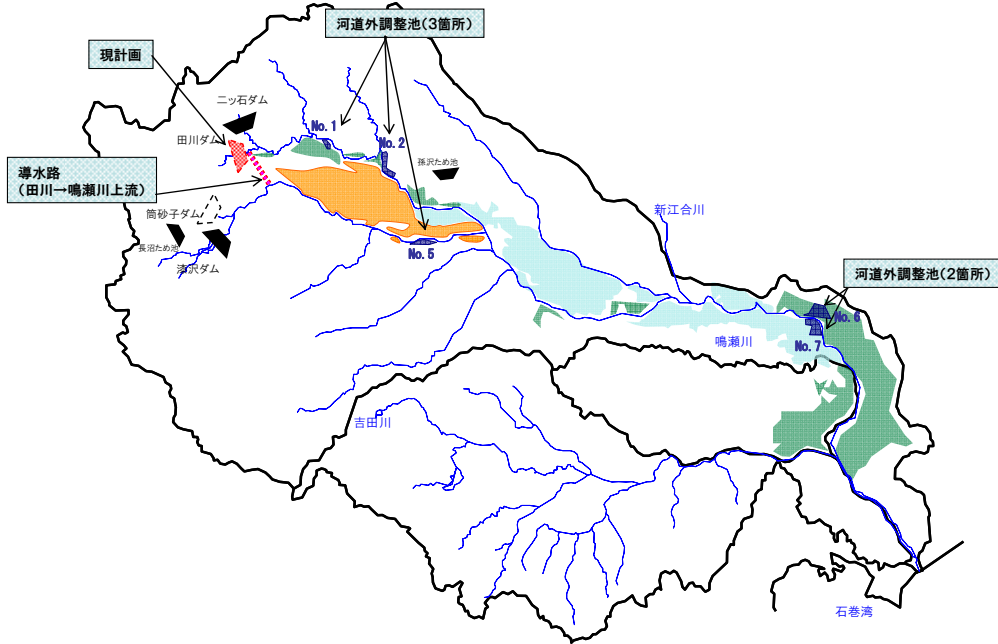 河道外調整池(3箇所)
現計画
二ッ石ダム
No.1
No.2
田川ダム
孫沢ため池
導水路
(田川→鳴瀬川上流)
筒砂子ダム
新江合川
長沼ため池
No.5
漆沢ダム
河道外調整池(2箇所)
No.6
鳴瀬川
No.7
吉田川
石巻湾